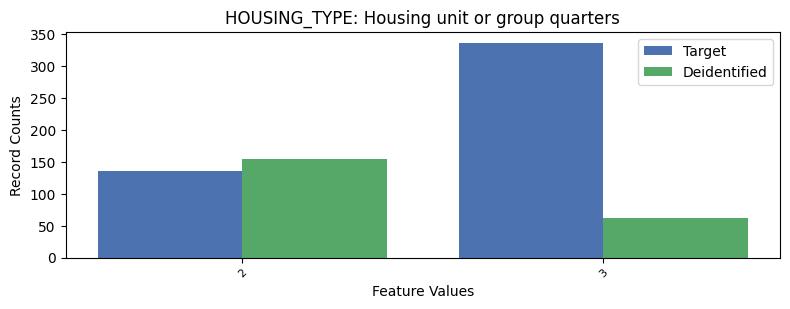 HOUSING_TYPE: Housing unit or group quarters
350
300
250
200
150
100
50
0
Record Counts
Target
Deidentified
2
3
Feature Values